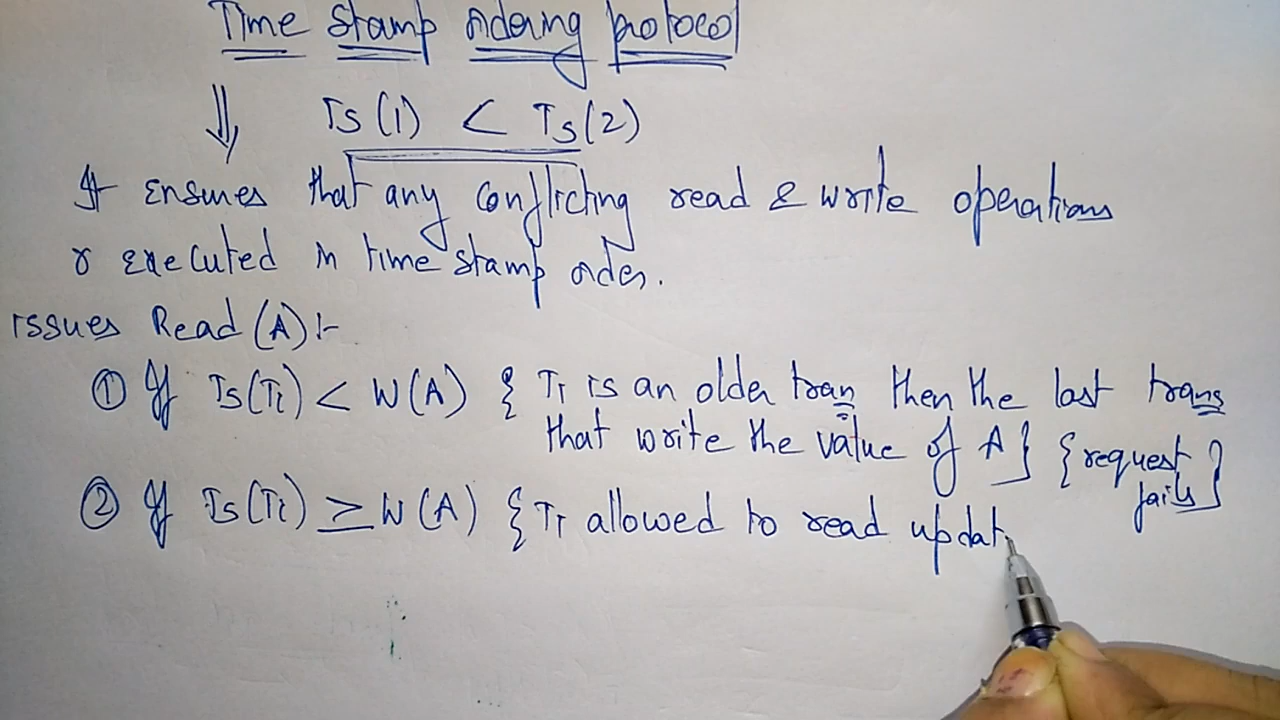 Time stamp ordering protocol
Ts(1) < Ts(2)
It ensures that any conflicting read & write operations
r executed in time stamp order.
issues Read (A) :-
① If Ts(Ti) < W(A) { Ti is an older tran then the last trans
that write the value of A } { request fails }
② If Ts(Ti) ≥ W(A) { Ti allowed to read updat